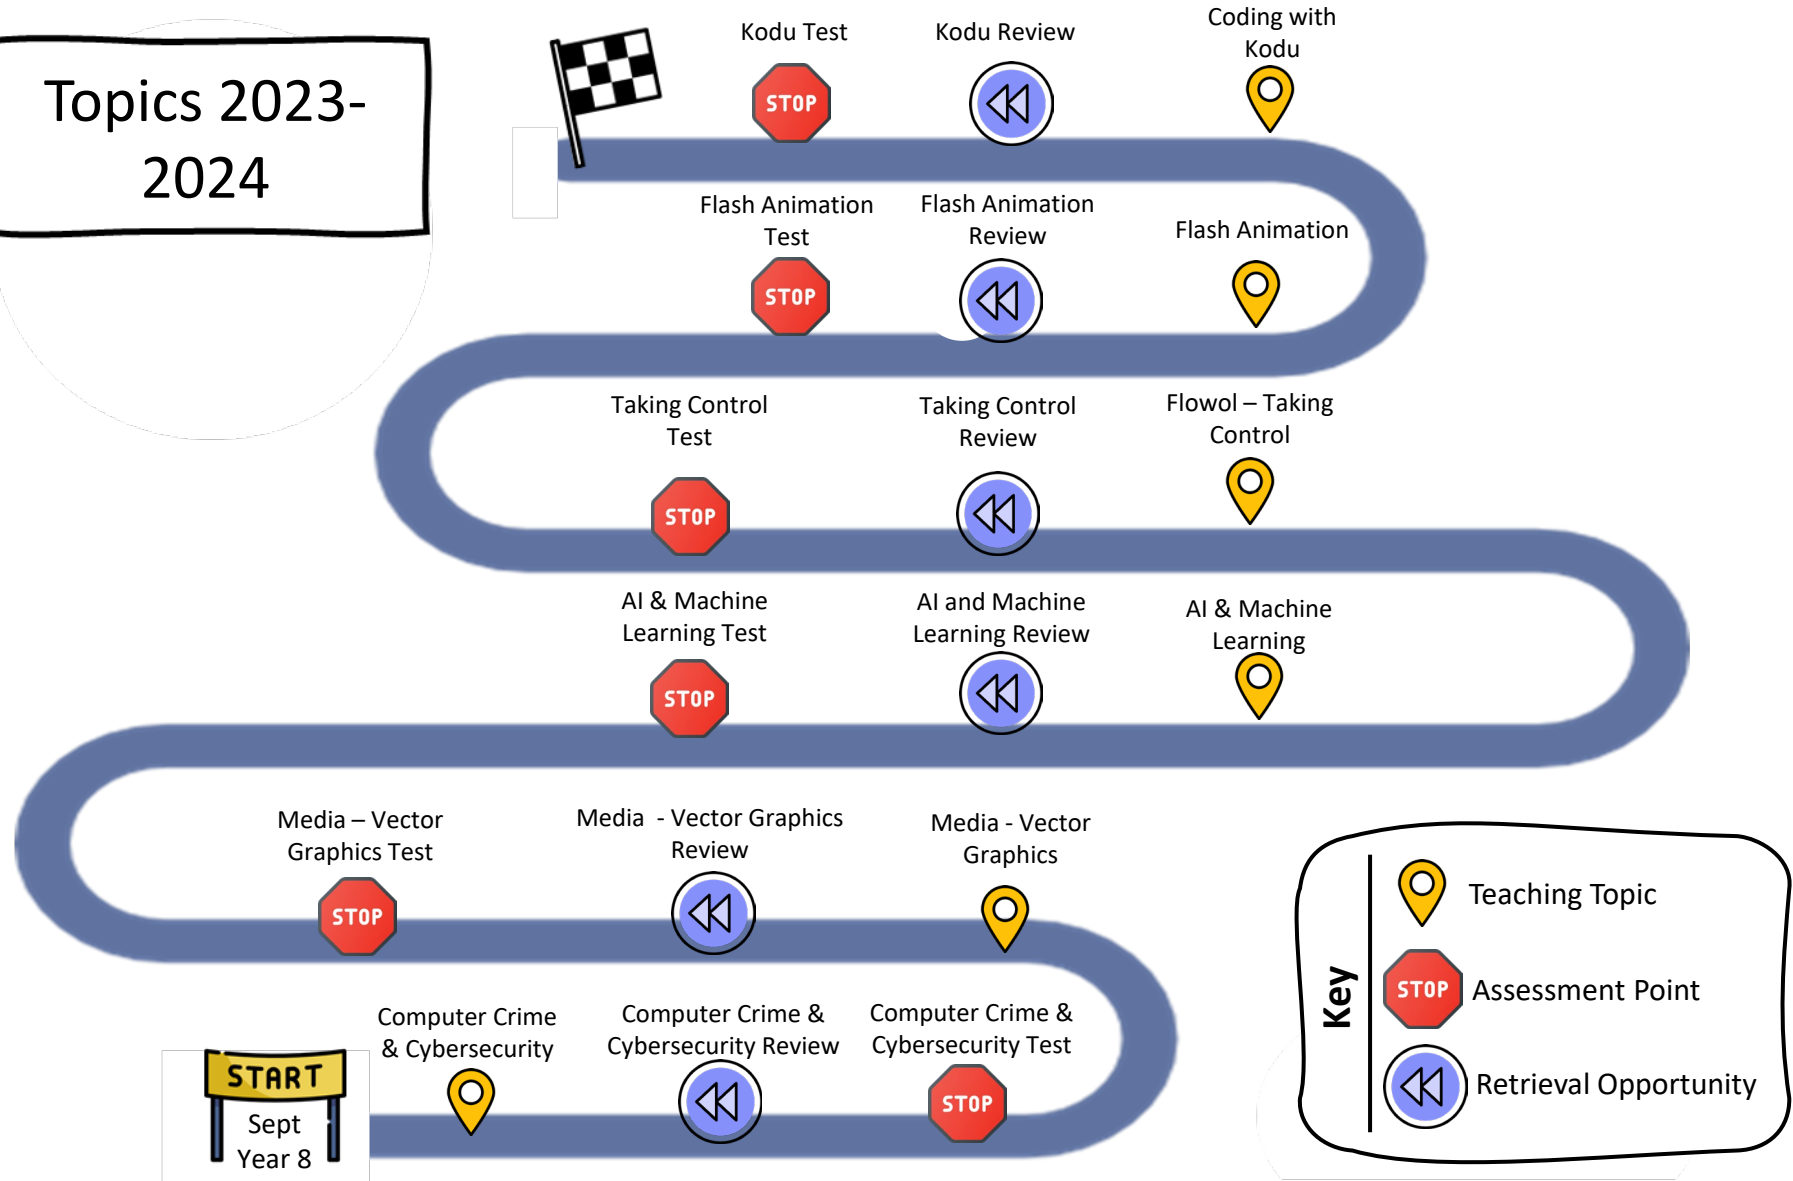 Topics 2023-
2024
Kodu Test
Kodu Review
Coding with
Kodu
STOP
Flash Animation
Test
Flash Animation
Review
Flash Animation
STOP
Taking Control
Test
Taking Control
Review
Flowol – Taking
Control
STOP
AI & Machine
Learning Test
AI and Machine
Learning Review
AI & Machine
Learning
STOP
Media – Vector
Graphics Test
Media  - Vector Graphics
Review
Media - Vector
Graphics
STOP
Computer Crime
& Cybersecurity
Computer Crime &
Cybersecurity Review
Computer Crime &
Cybersecurity Test
STOP
START
Sept
Year 8
Key
Teaching Topic
STOP
Assessment Point
Retrieval Opportunity